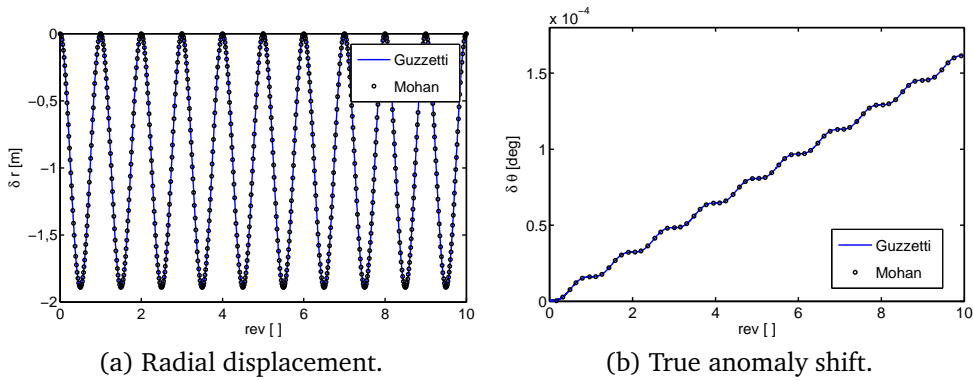 0
−0.5
−1
−1.5
−2
δ r [m]
0 2 4 6 8 10
rev [ ]
Guzzetti
Mohan
(a) Radial displacement.
x 10⁻⁴
1.5
1
0.5
0
δ θ [deg]
0 2 4 6 8 10
rev [ ]
Guzzetti
Mohan
(b) True anomaly shift.